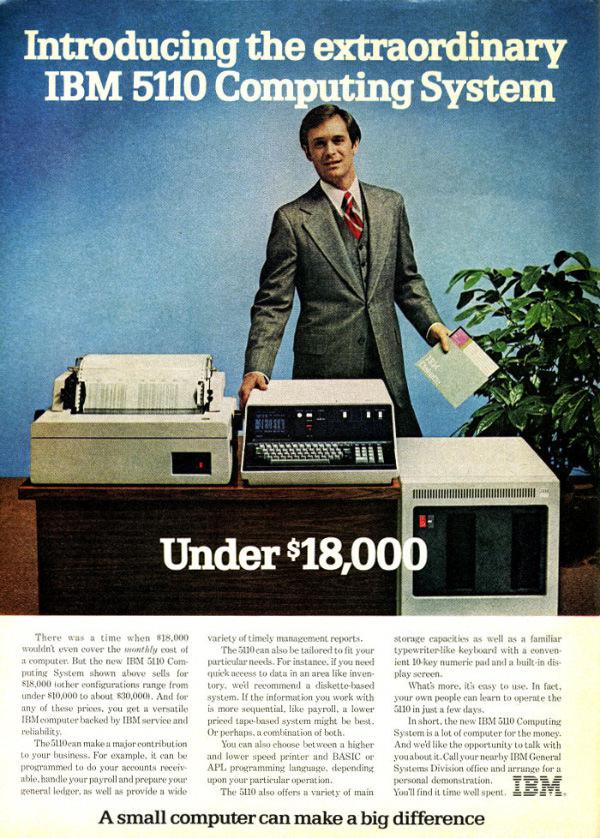 Introducing the extraordinary
IBM 5110 Computing System
Under $18,000
There was a time when $18,000
wouldn't even cover the monthly cost of
a computer. But the new IBM 5110 Com-
puting System shown above sells for
$18,000 (other configurations range from
under $10,000 to about $30,000). And for
any of these prices, you get a versatile
IBM computer backed by IBM service and
reliability.
The 5110 can make a major contribution
to your business. For example, it can be
programmed to do your accounts receiv-
able, handle your payroll and prepare your
general ledger, as well as provide a wide
variety of timely management reports.
The 5110 can also be tailored to fit your
particular needs. For instance, if you need
quick access to data in an area like inven-
tory, we'd recommend a diskette-based
system. If the information you work with
is more sequential, like payroll, a lower
priced tape-based system might be best.
Or perhaps, a combination of both.
You can also choose between a higher
and lower speed printer and BASIC or
APL programming language, depending
upon your particular operation.
The 5110 also offers a variety of main
storage capacities as well as a familiar
typewriter-like keyboard with a conven-
ient 10-key numeric pad and a built-in dis-
play screen.
What's more, it's easy to use. In fact,
your own people can learn to operate the
5110 in just a few days.
In short, the new IBM 5110 Computing
System is a lot of computer for the money.
And we'd like the opportunity to talk with
you about it. Call your nearby IBM General
Systems Division office and arrange for a
personal demonstration.
You'll find it time well spent.
IBM
A small computer can make a big difference